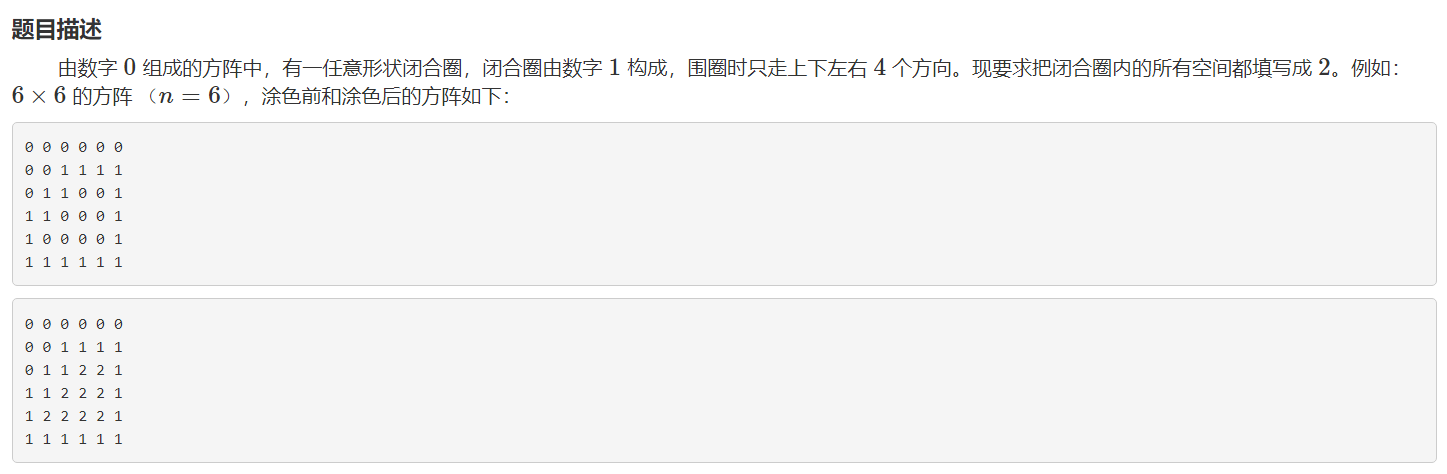 题目描述
由数字 0 组成的方阵中，有一任意形状闭合圈，闭合圈由数字 1 构成，围圈时只走上下左右 4 个方向。现要求把闭合圈内的所有空间都填写成 2。例如：
6 × 6 的方阵 （n = 6），涂色前和涂色后的方阵如下：
0 0 0 0 0 0
0 0 1 1 1 1
0 1 1 0 0 1
1 1 0 0 0 1
1 0 0 0 0 1
1 1 1 1 1 1
0 0 0 0 0 0
0 0 1 1 1 1
0 1 1 2 2 1
1 1 2 2 2 1
1 2 2 2 2 1
1 1 1 1 1 1